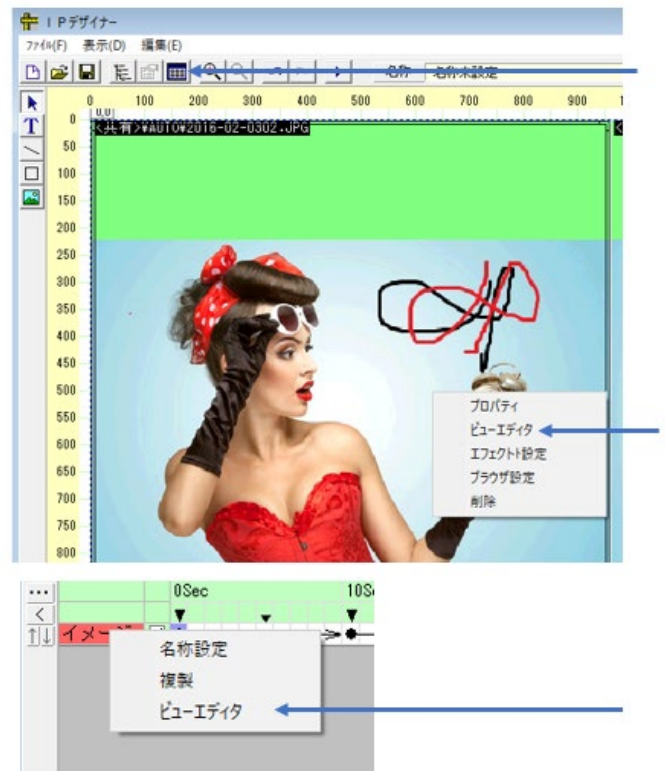 IPデザイナー
ファイル(F) 表示(D) 編集(E)
名称 名称未設定
T
0 100 200 300 400 500 600 700 800 900
0,0
0
<共有>¥AUTO¥2016-02-0302.JPG
50
100
150
200
250
300
350
400
450
500
550
600
650
700
750
800
プロパティ
ビューエディタ
エフェクト設定
ブラウザ設定
削除
0Sec 10S
イメージ
名称設定
複製
ビューエディタ